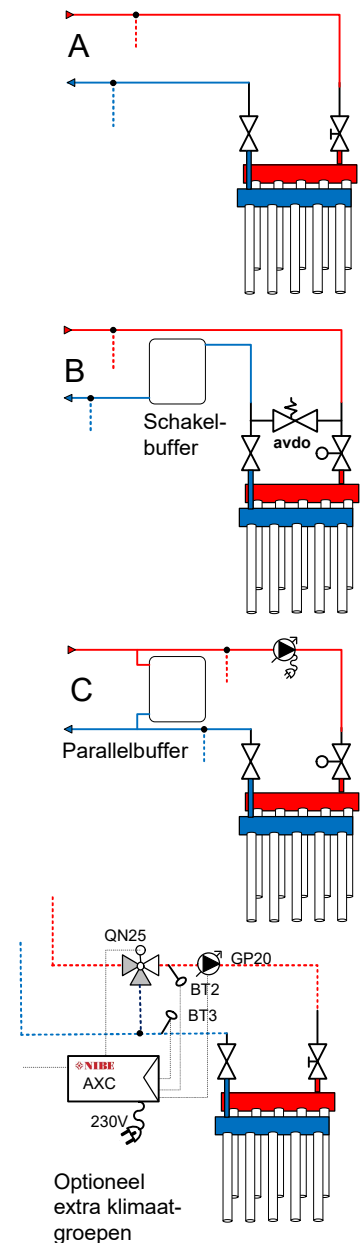 A
B
Schakel-
buffer
avdo
C
Parallelbuffer
QN25
GP20
BT2
BT3
NIBE
AXC
230V
Optioneel
extra klimaat-
groepen